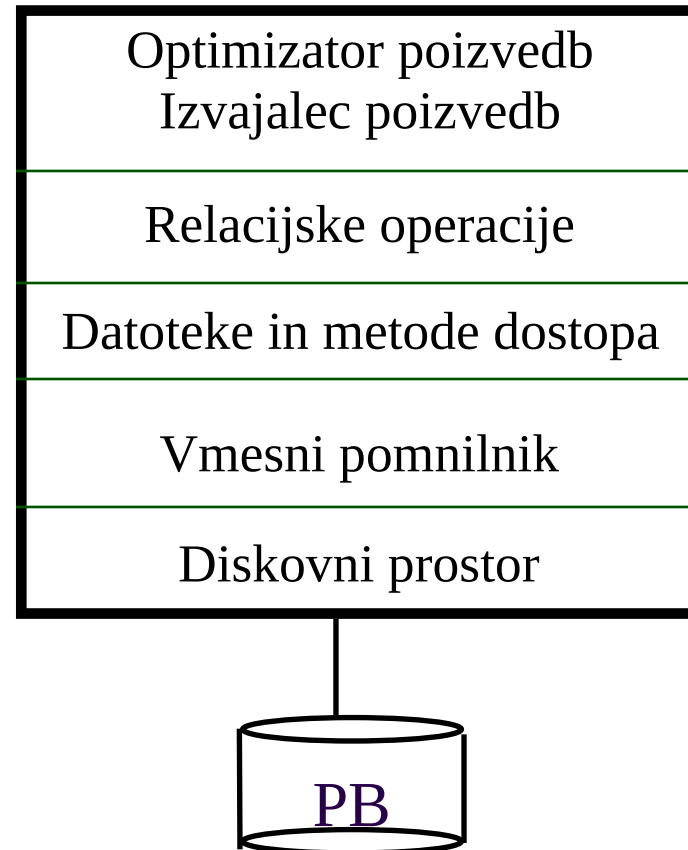 Optimizator poizvedb
Izvajalec poizvedb
Relacijske operacije
Datoteke in metode dostopa
Vmesni pomnilnik
Diskovni prostor
PB